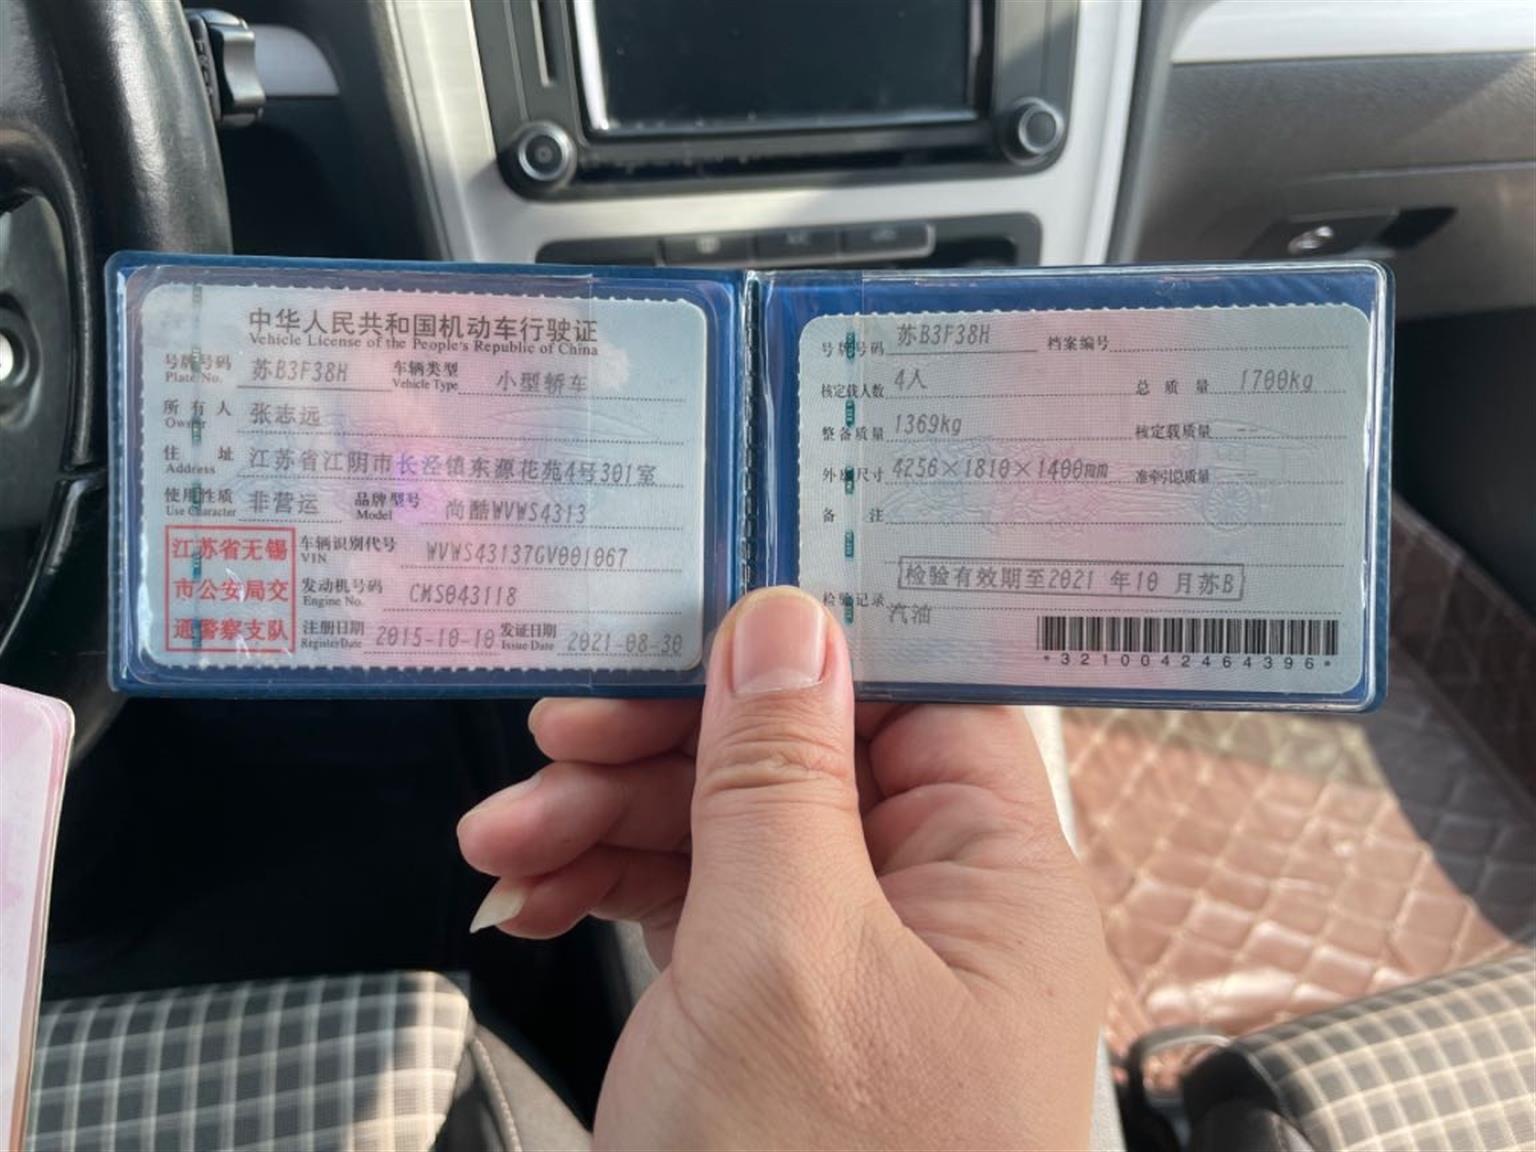 中华人民共和国机动车行驶证
Vehicle License of the People's Republic of China
号牌号码 苏B3F38H 车辆类型 小型轿车
Plate No. Vehicle Type
所有人 张志远
Owner
住址 江苏省江阴市长泾镇东源花苑4号301室
Address
使用性质 非营运 品牌型号 尚酷WVWS4313
Use Character Model
江苏省无锡
市公安局交
通警察支队
车辆识别代号 WVWS43137GV001067
VIN
发动机号码 CMS043118
Engine No.
注册日期 2015-10-10 发证日期 2021-08-30
Register Date Issue Date
号牌号码 苏B3F38H 档案编号
核定载人数 4人 总质量 1700kg
整备质量 1369kg 核定载质量 --
外廓尺寸 4256×1810×1400mm 准牵引总质量 --
备注
检验有效期至2021 年10 月苏B
检验记录
汽油
*3210042464396*